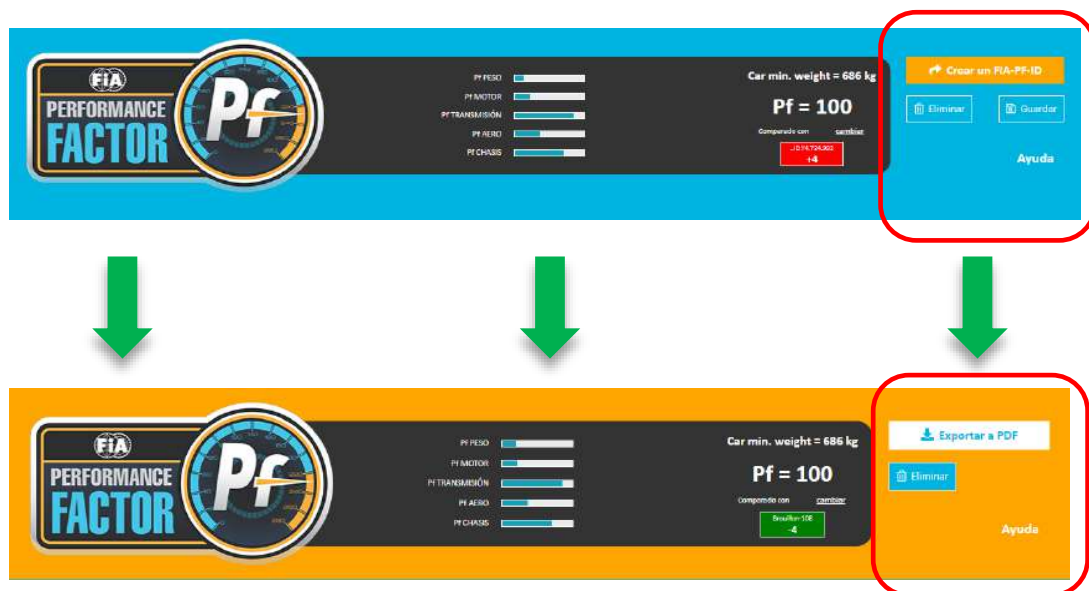 FiA
PERFORMANCE
FACTOR
Pf
Pf PESO
Pf MOTOR
Pf TRANSMISIÓN
Pf AERO
Pf CHASIS
Car min. weight = 686 kg
Pf = 100
Comparado con cambiar
+4
Crear un FIA-PF-ID
Eliminar Guardar
Ayuda
FiA
PERFORMANCE
FACTOR
Pf
Pf PESO
Pf MOTOR
Pf TRANSMISIÓN
Pf AERO
Pf CHASIS
Car min. weight = 686 kg
Pf = 100
Comparado con cambiar
-4
Exportar a PDF
Eliminar
Ayuda